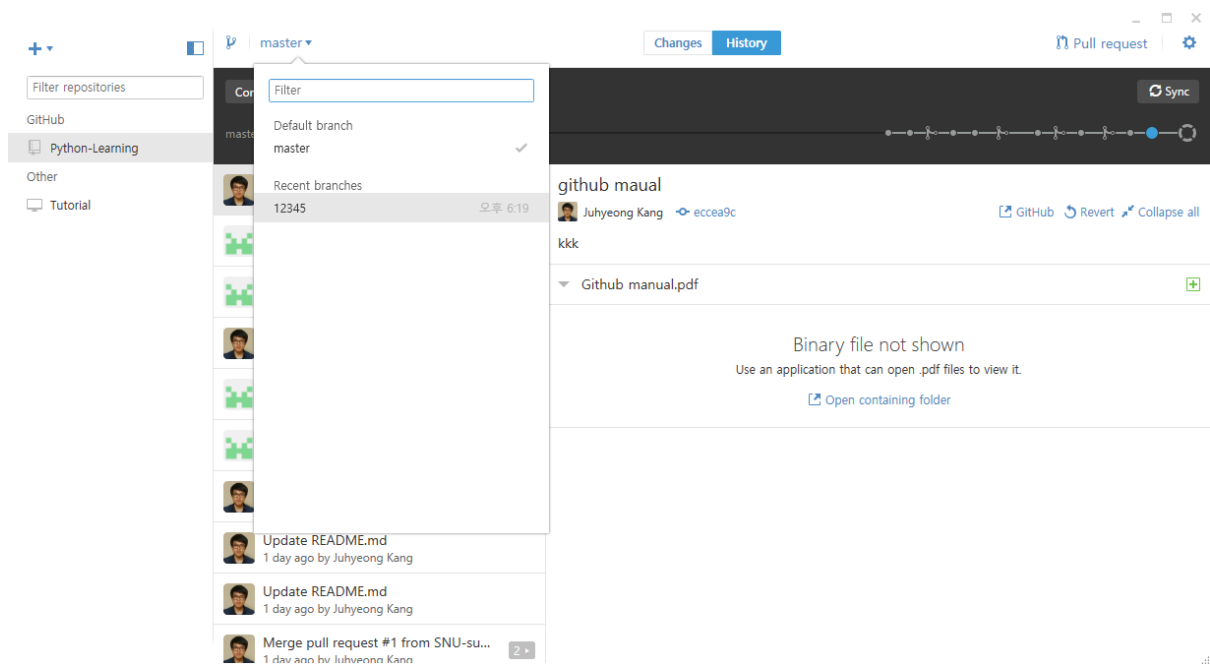 master
Changes
History
Pull request
Filter repositories
GitHub
Python-Learning
Other
Tutorial
Filter
Default branch
master
Recent branches
12345 오후 6:19
Sync
github maual
Juhyeong Kang eccea9c
GitHub Revert Collapse all
kkk
Github manual.pdf
Binary file not shown
Use an application that can open .pdf files to view it.
Open containing folder
Update README.md
1 day ago by Juhyeong Kang
Update README.md
1 day ago by Juhyeong Kang
Merge pull request #1 from SNU-su...
2
1 day ago by Juhyeong Kang